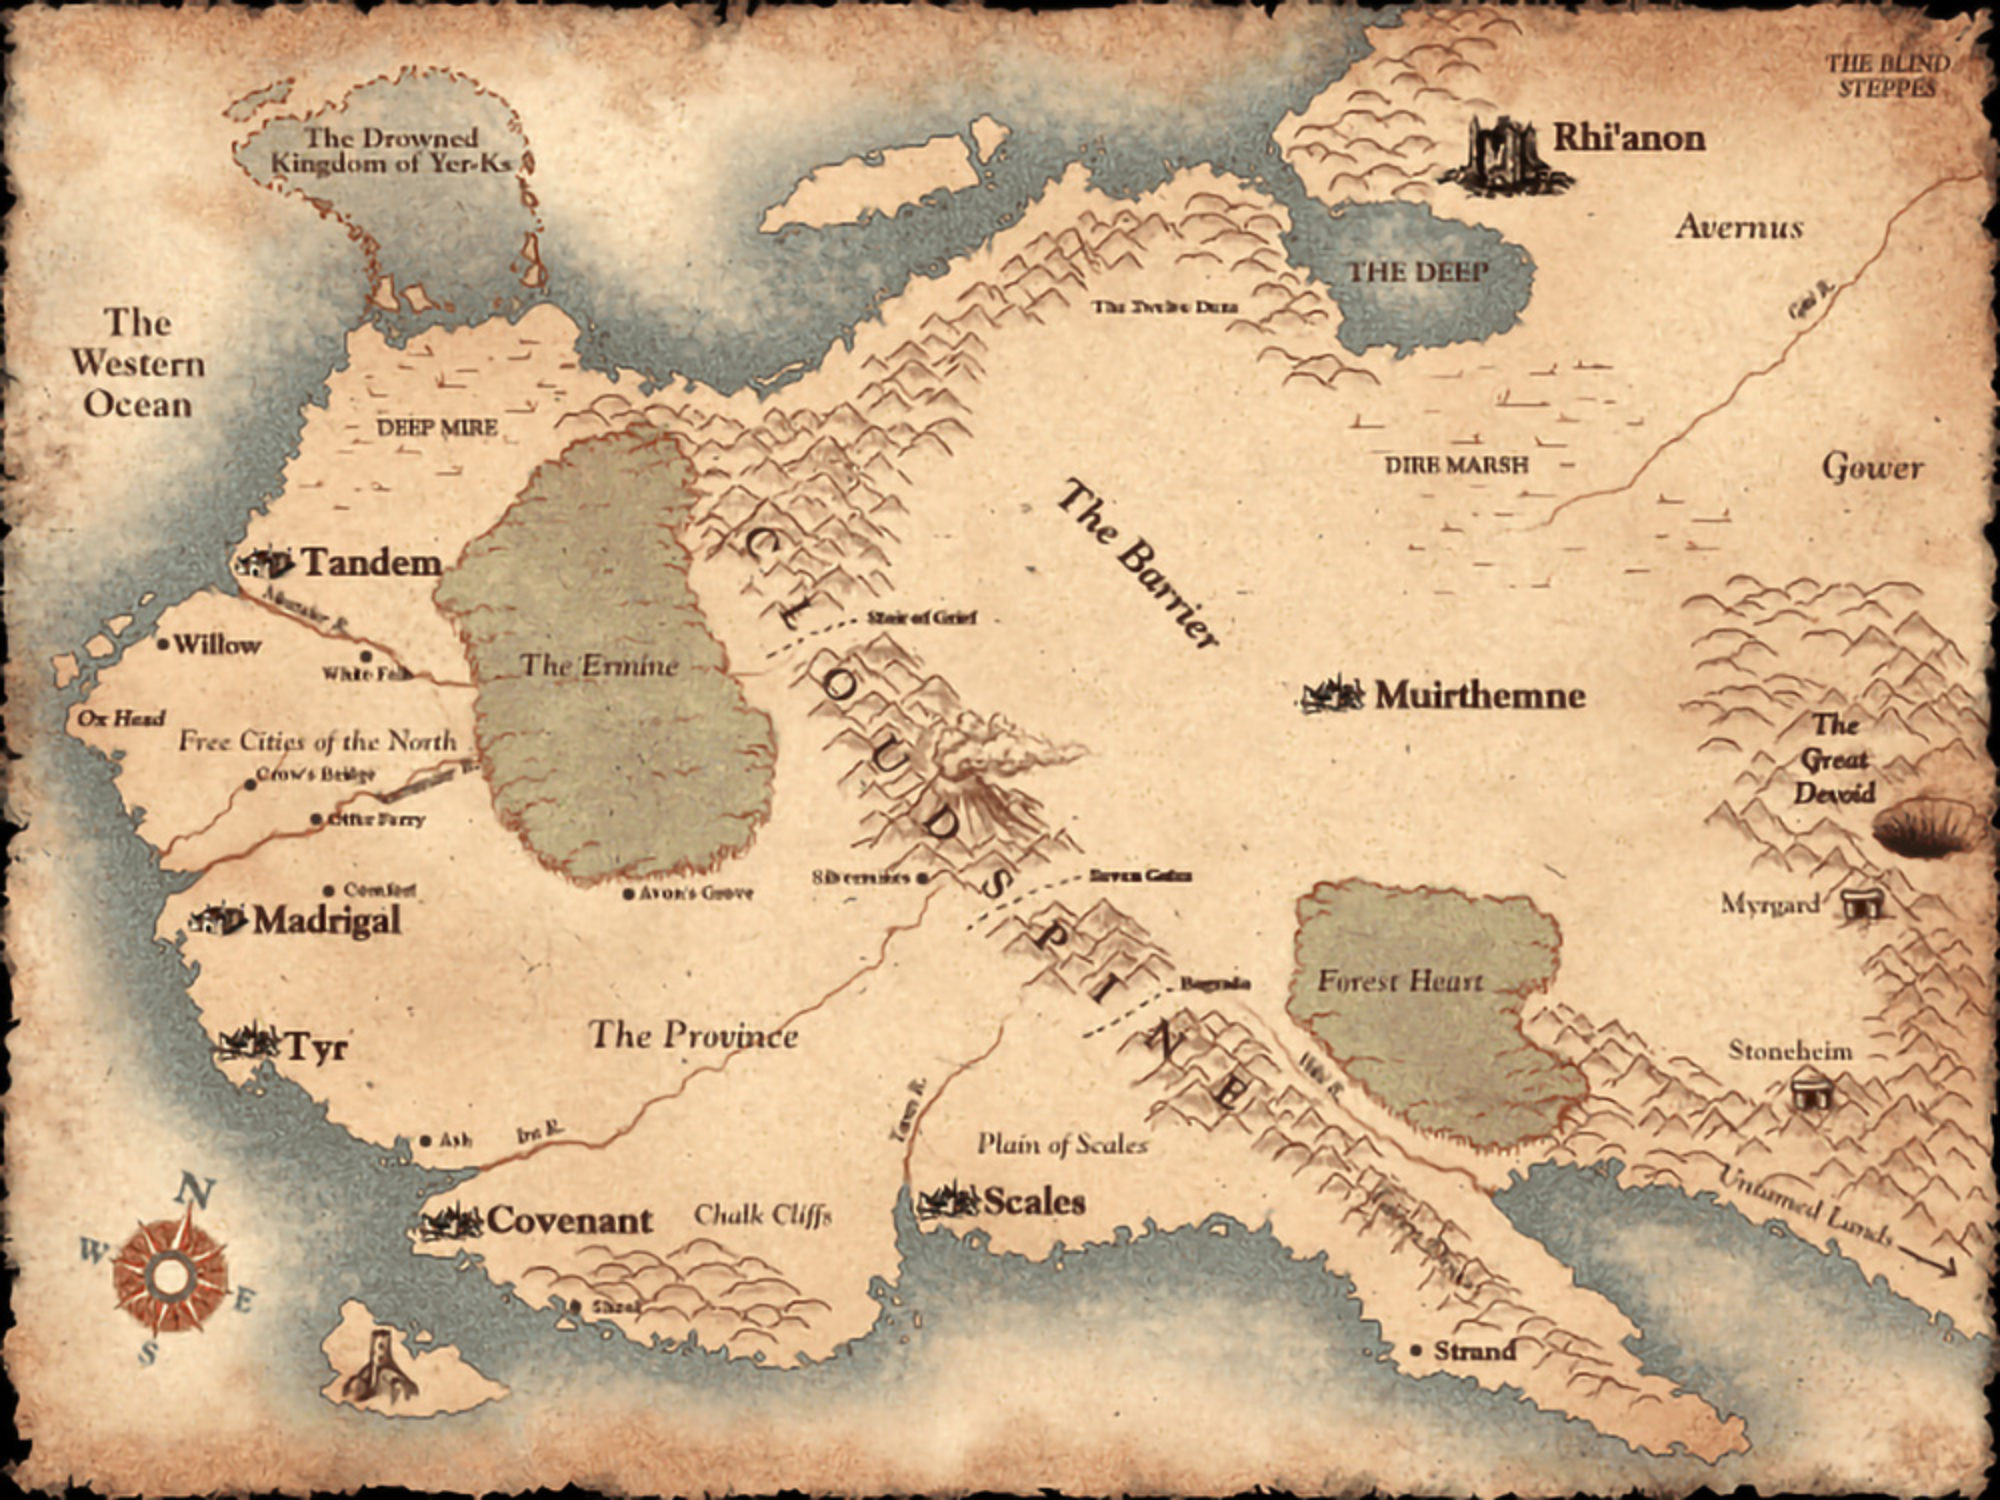 THE BLIND
STEPPES
The Drowned
Kingdom of Yer-Ks
Rhi'anon
Avernus
THE DEEP
The Twelve Duns
The
Western
Ocean
DEEP MIRE
DIRE MARSH
Gower
The Barrier
Tandem
Stair of Grief
Willow
White Falls
The Ermine
Muirthemne
Ox Head
Free Cities of the North
Crow's Bridge
Otter Ferry
The
Great
Devoid
CLOUDSPINE
Seven Gates
Covenant
Avon's Grove
Myrgard
Madrigal
Forest Heart
Bagrada
The Province
Tyr
Stoneheim
Ash
Ire R.
Plain of Scales
Scales
Chalk Cliffs
Untamed Lands
Strand
Shoal
N
W
E
S